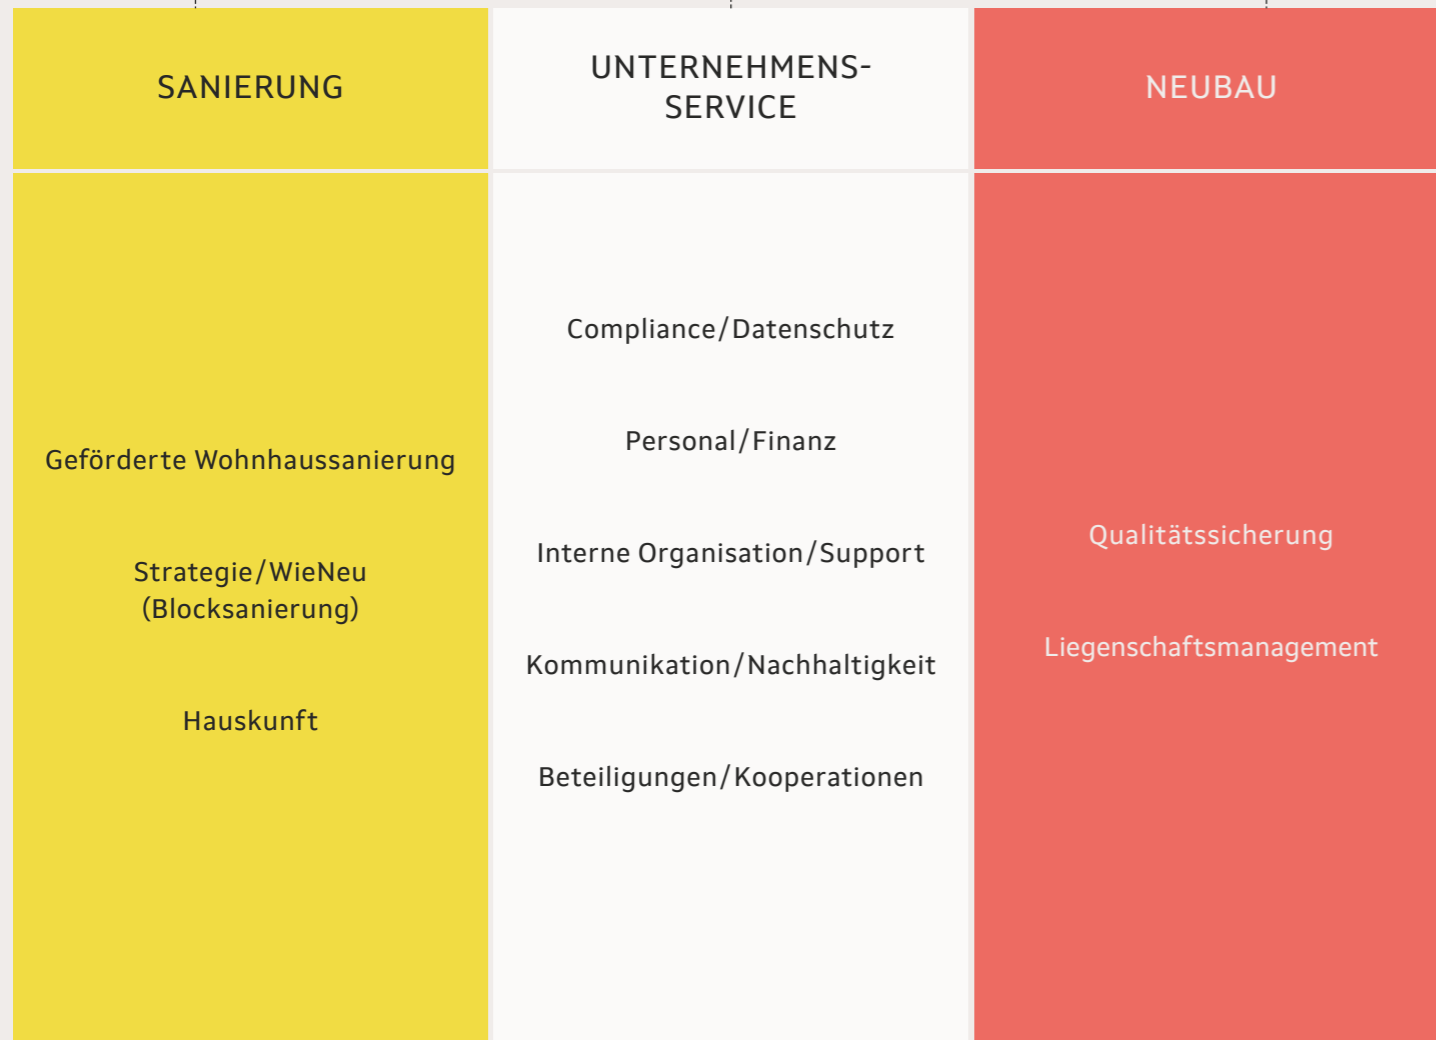 SANIERUNG
Geförderte Wohnhaussanierung
Strategie/WieNeu
(Blocksanierung)
Hauskunft
UNTERNEHMENS-
SERVICE
Compliance/Datenschutz
Personal/Finanz
Interne Organisation/Support
Kommunikation/Nachhaltigkeit
Beteiligungen/Kooperationen
NEUBAU
Qualitätssicherung
Liegenschaftsmanagement